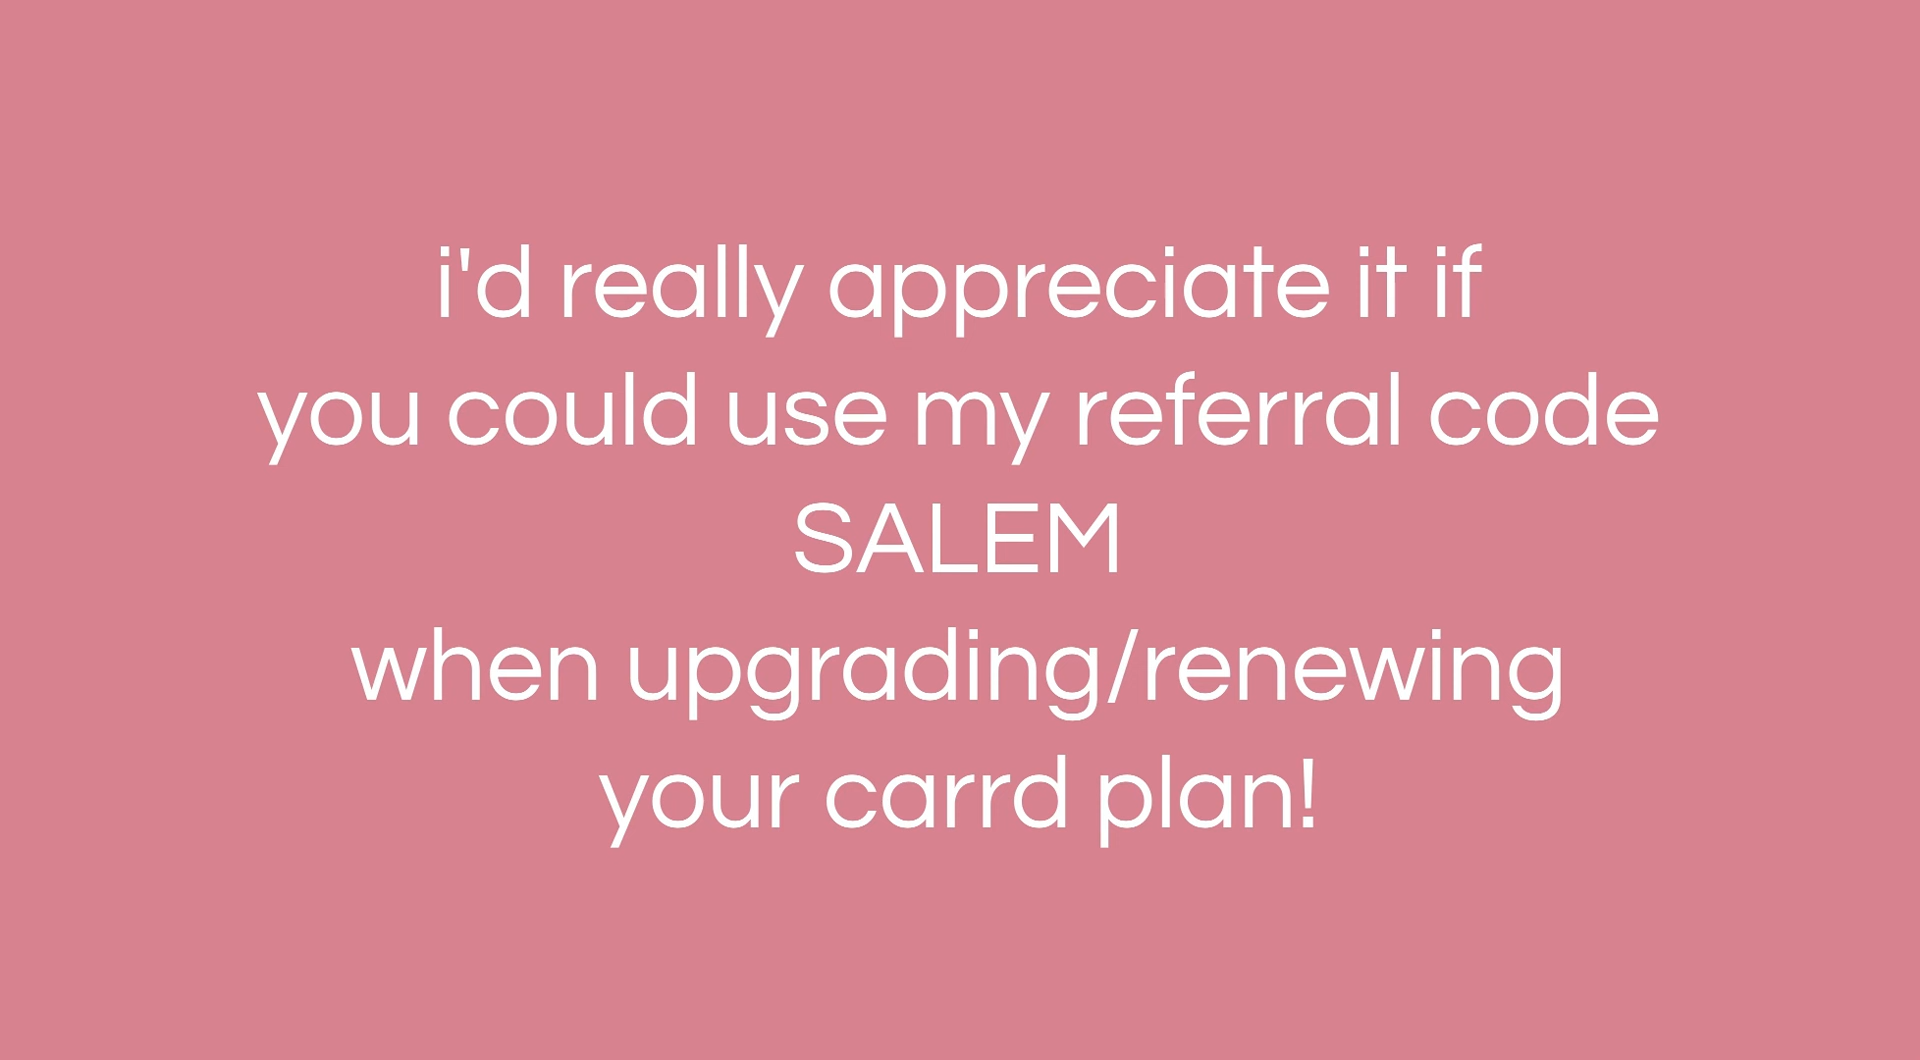 i'd really appreciate it if
you could use my referral code
SALEM
when upgrading/renewing
your carrd plan!